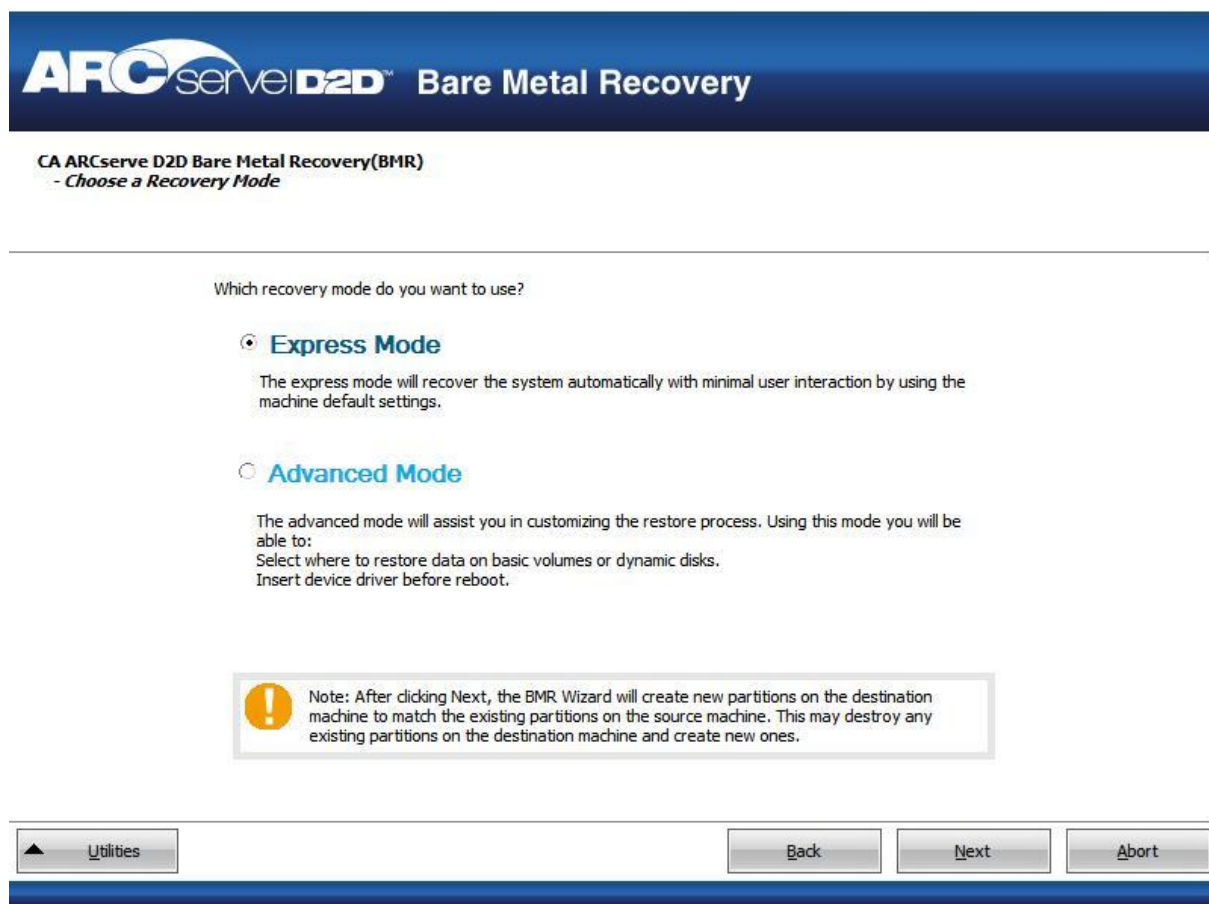 ARCserve D2D™ Bare Metal Recovery
CA ARCserve D2D Bare Metal Recovery(BMR)
- Choose a Recovery Mode
Which recovery mode do you want to use?
Express Mode
The express mode will recover the system automatically with minimal user interaction by using the
machine default settings.
Advanced Mode
The advanced mode will assist you in customizing the restore process. Using this mode you will be
able to:
Select where to restore data on basic volumes or dynamic disks.
Insert device driver before reboot.
Note: After clicking Next, the BMR Wizard will create new partitions on the destination
machine to match the existing partitions on the source machine. This may destroy any
existing partitions on the destination machine and create new ones.
Utilities Back Next Abort